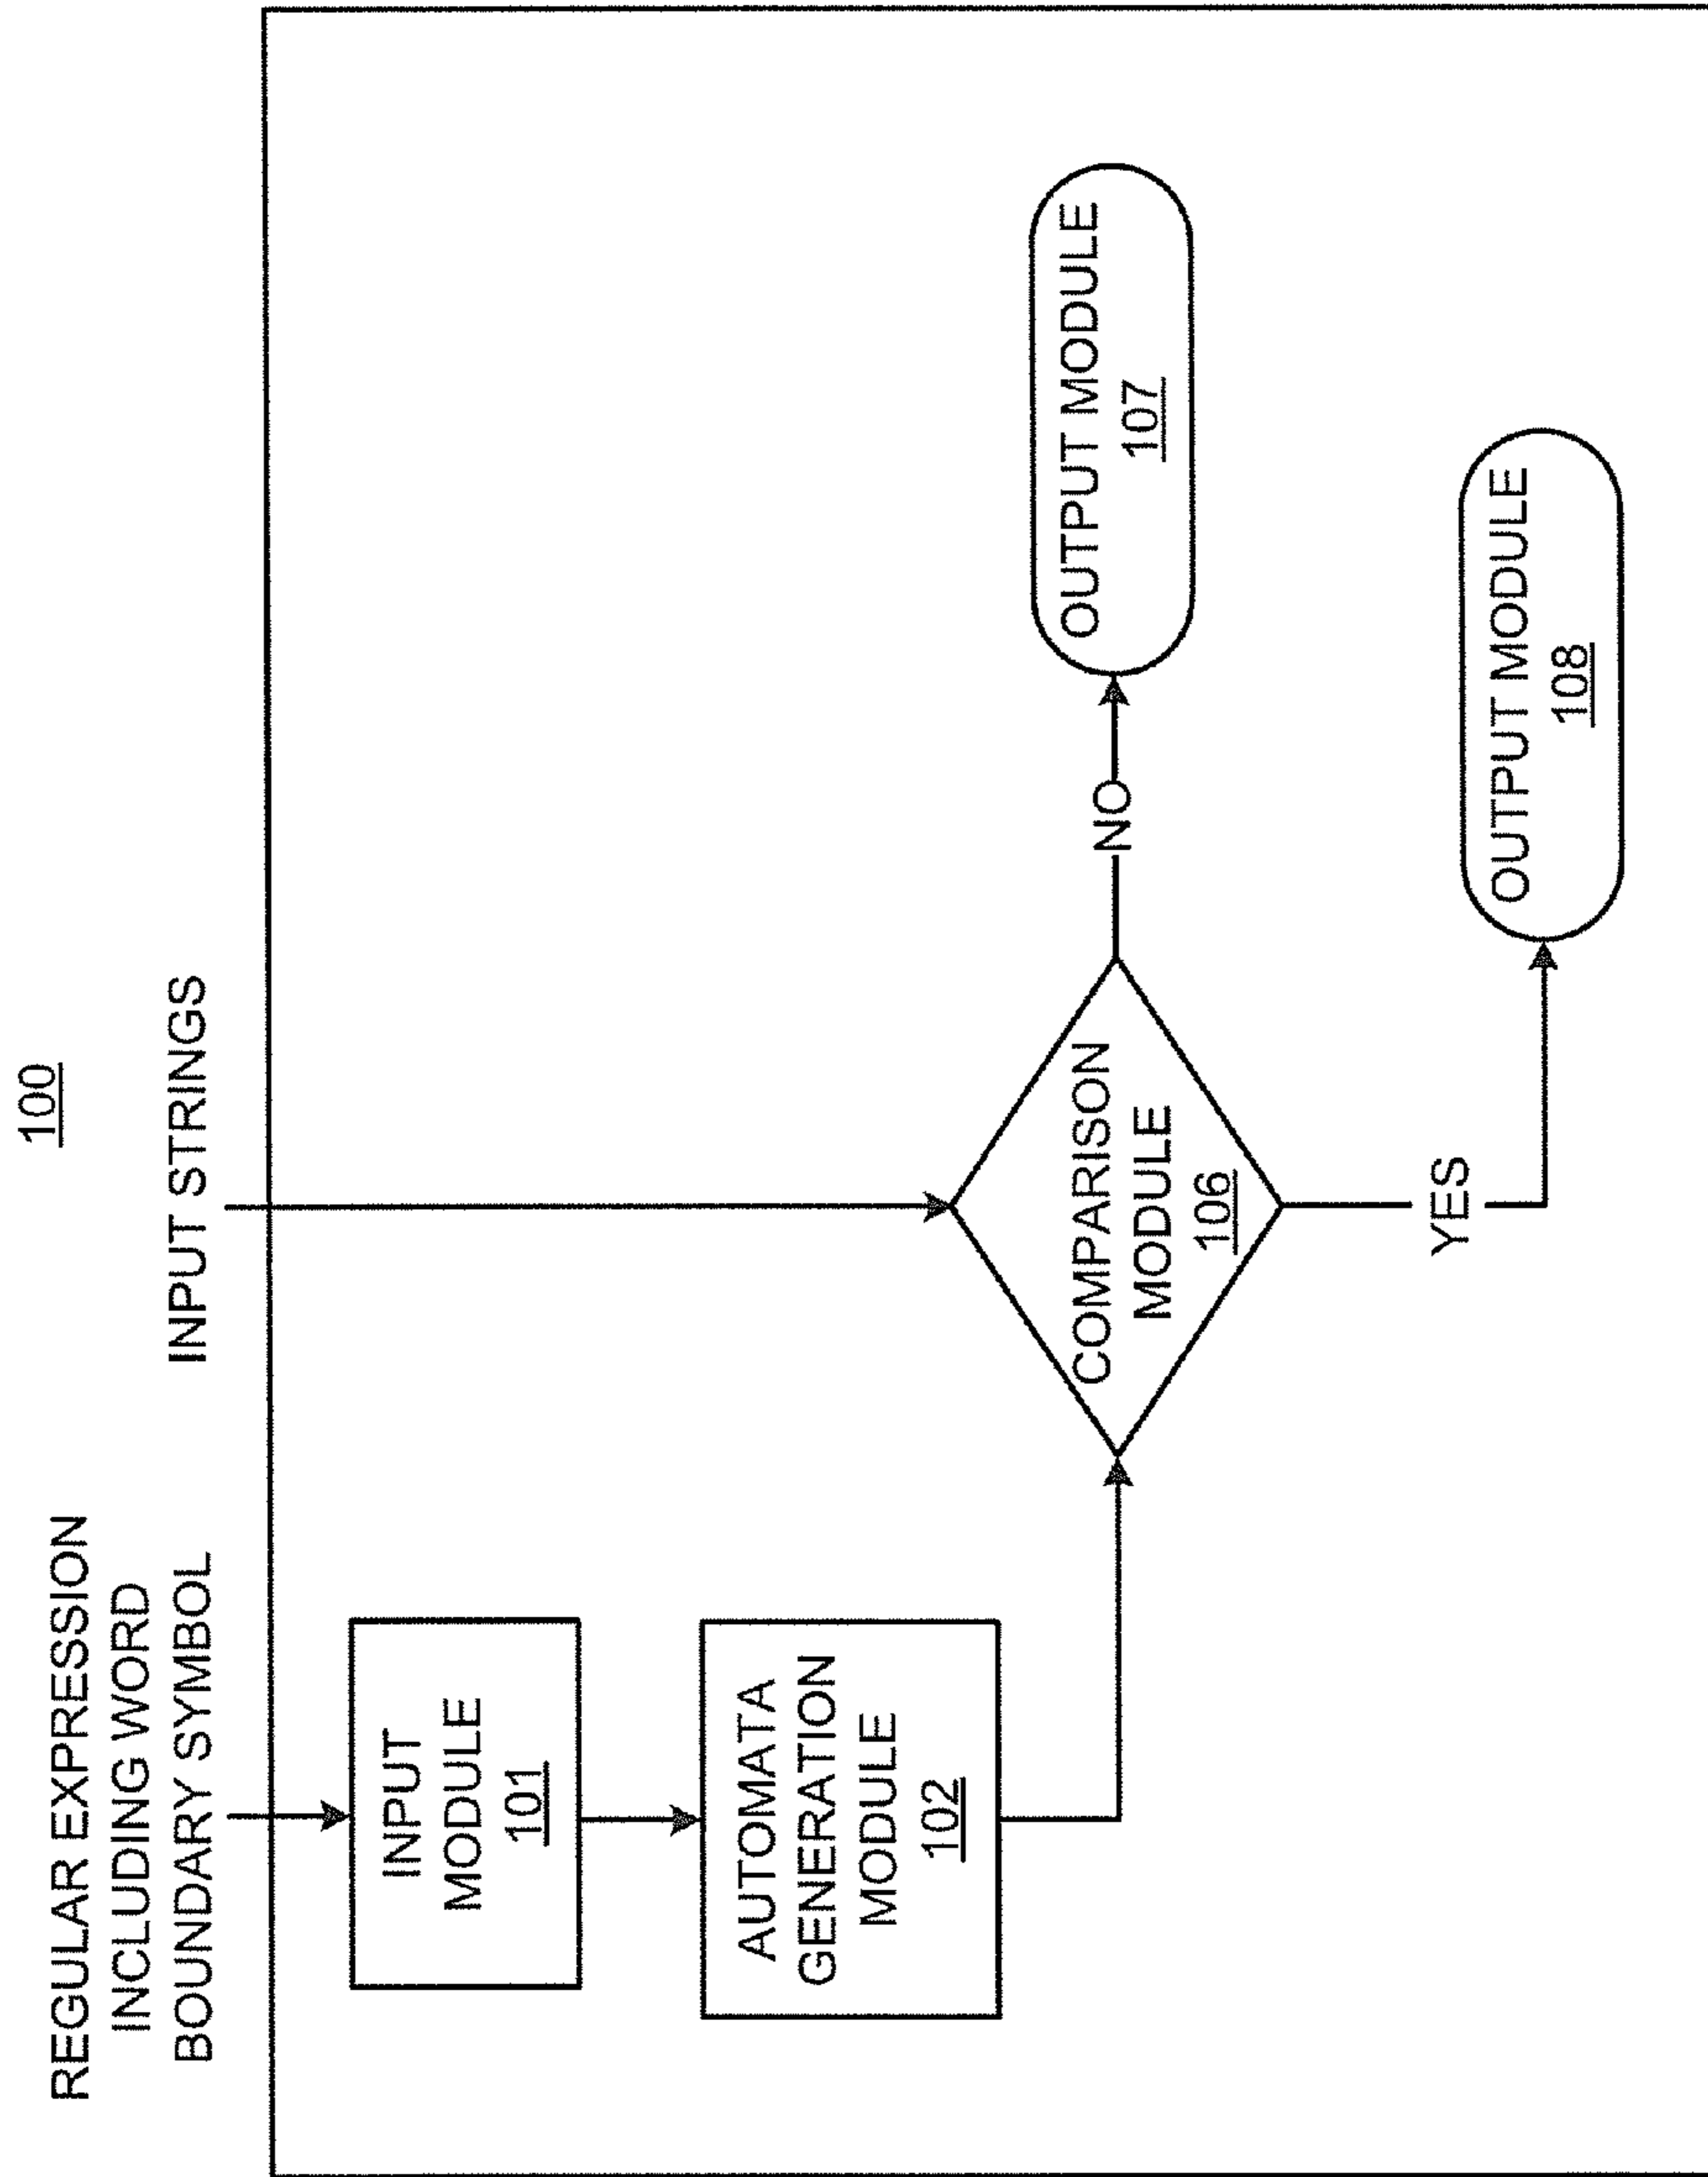 100
REGULAR EXPRESSION
INCLUDING WORD
BOUNDARY SYMBOL
INPUT STRINGS
INPUT
MODULE
101
AUTOMATA
GENERATION
MODULE
102
COMPARISON
MODULE
106
NO
OUTPUT MODULE
107
YES
OUTPUT MODULE
108